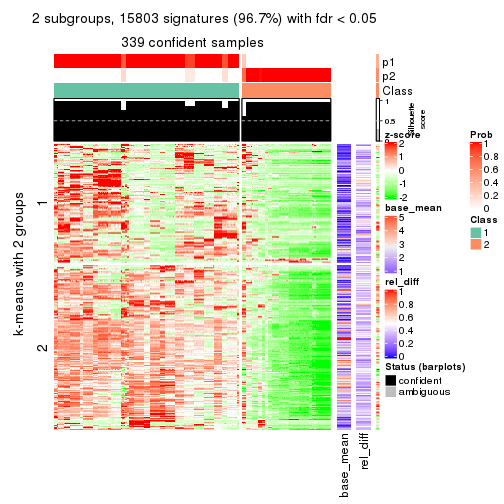 2 subgroups, 15803 signatures (96.7%) with fdr < 0.05
339 confident samples
p1
p2
Class
1
0.5
0
Silhouette
score
k-means with 2 groups
1
2
z-score
2
1
0
-1
-2
base_mean
5
4
3
2
1
rel_diff
1
0.8
0.6
0.4
0.2
0
Status (barplots)
confident
ambiguous
Prob
1
0.8
0.6
0.4
0.2
0
Class
1
2
base_mean
rel_diff